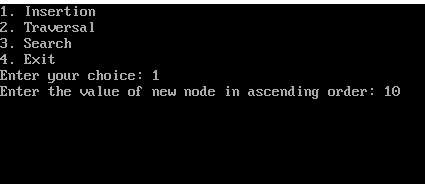 1. Insertion
2. Traversal
3. Search
4. Exit
Enter your choice: 1
Enter the value of new node in ascending order: 10